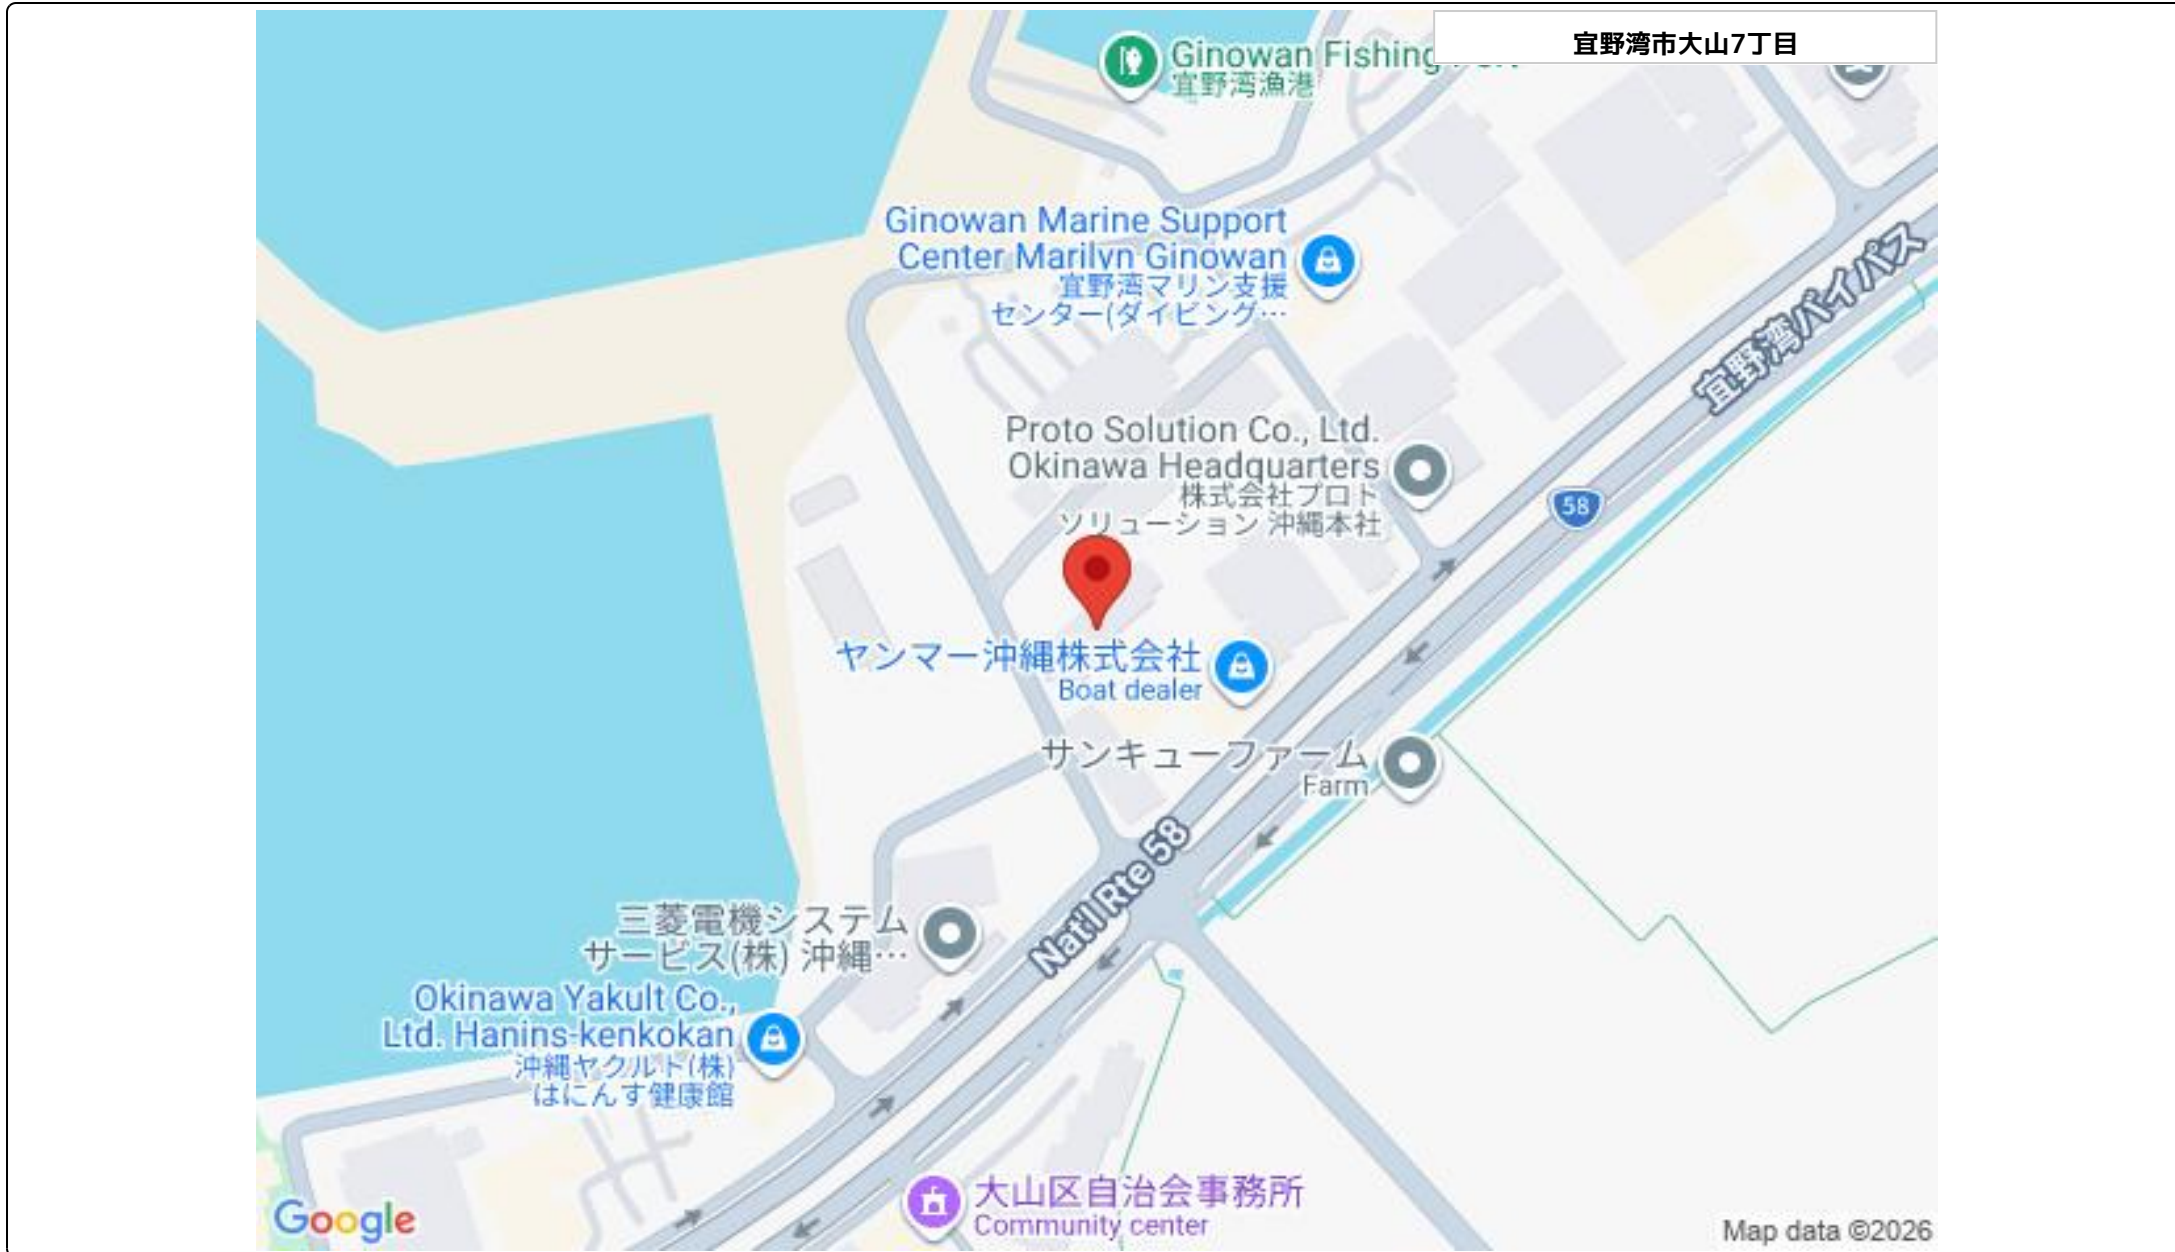 宜野湾市大山7丁目
Ginowan Fishing
宜野湾漁港
Ginowan Marine Support
Center Marilyn Ginowan
宜野湾マリン支援
センター(ダイビング…
宜野湾バイパス
Proto Solution Co., Ltd.
Okinawa Headquarters
株式会社プロト
ソリューション 沖縄本社
58
ヤンマー沖縄株式会社
Boat dealer
サンキューファーム
Farm
Nat'l Rte 58
三菱電機システム
サービス(株) 沖縄…
Okinawa Yakult Co.,
Ltd. Hanins-kenkokan
沖縄ヤクルト(株)
はにんす健康館
大山区自治会事務所
Community center
Google
Map data ©2026